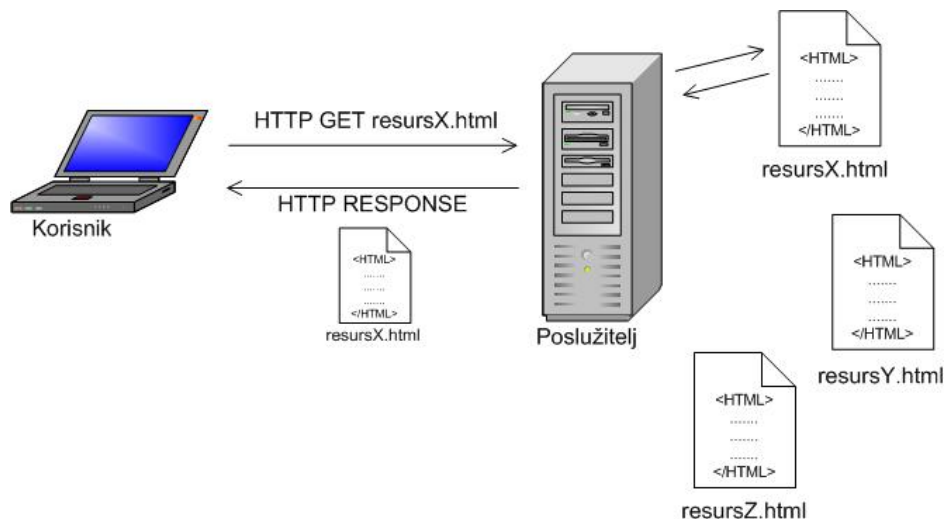 HTTP GET resursX.html
HTTP RESPONSE
Korisnik
<HTML>
.......
.......
.......
</HTML>
resursX.html
Poslužitelj
<HTML>
.......
.......
.......
</HTML>
resursX.html
<HTML>
.......
.......
.......
</HTML>
resursY.html
<HTML>
.......
.......
.......
</HTML>
resursZ.html